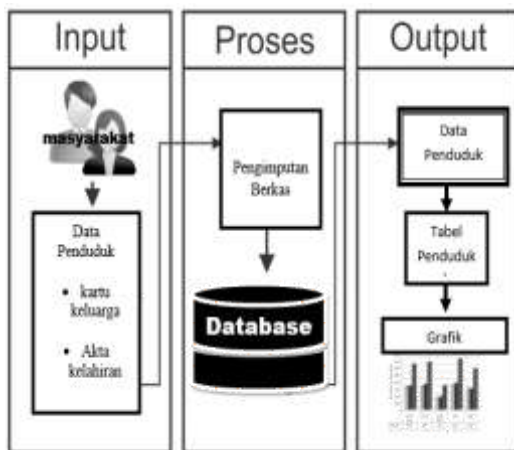 Input
masyarakat
Data
Penduduk
• kartu
keluarga
• Akta
kelahiran
Proses
Pengimputan
Berkas
Database
Output
Data
Penduduk
Tabel
Penduduk
Grafik